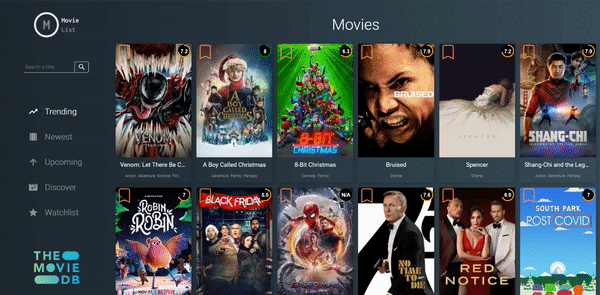 M
Movie
List
Search a title
Trending
Newest
Upcoming
Discover
Watchlist
THE
MOVIE
DB
Movies
7.2
8
6.3
7.9
7.2
7.9
VENOM
A BOY
CALLED
CHRISTMAS
8-BIT
CHRISTMAS
BRUISED
SPENCER
SHANG-CHI
Venom: Let There Be C...
A Boy Called Christmas
8-Bit Christmas
Bruised
Spencer
Shang-Chi and the Leg...
Action Adventure Science Fict
Adventure Family Fantasy
Comedy Family
Drama
Drama
Action Adventure Fantasy
7
5.5
N/A
7.6
6.9
ROBIN
ROBIN
BLACK FRIDAY
SPIDER-MAN
NO
TIME TO
DIE
RED
NOTICE
SOUTH PARK
POST COVID